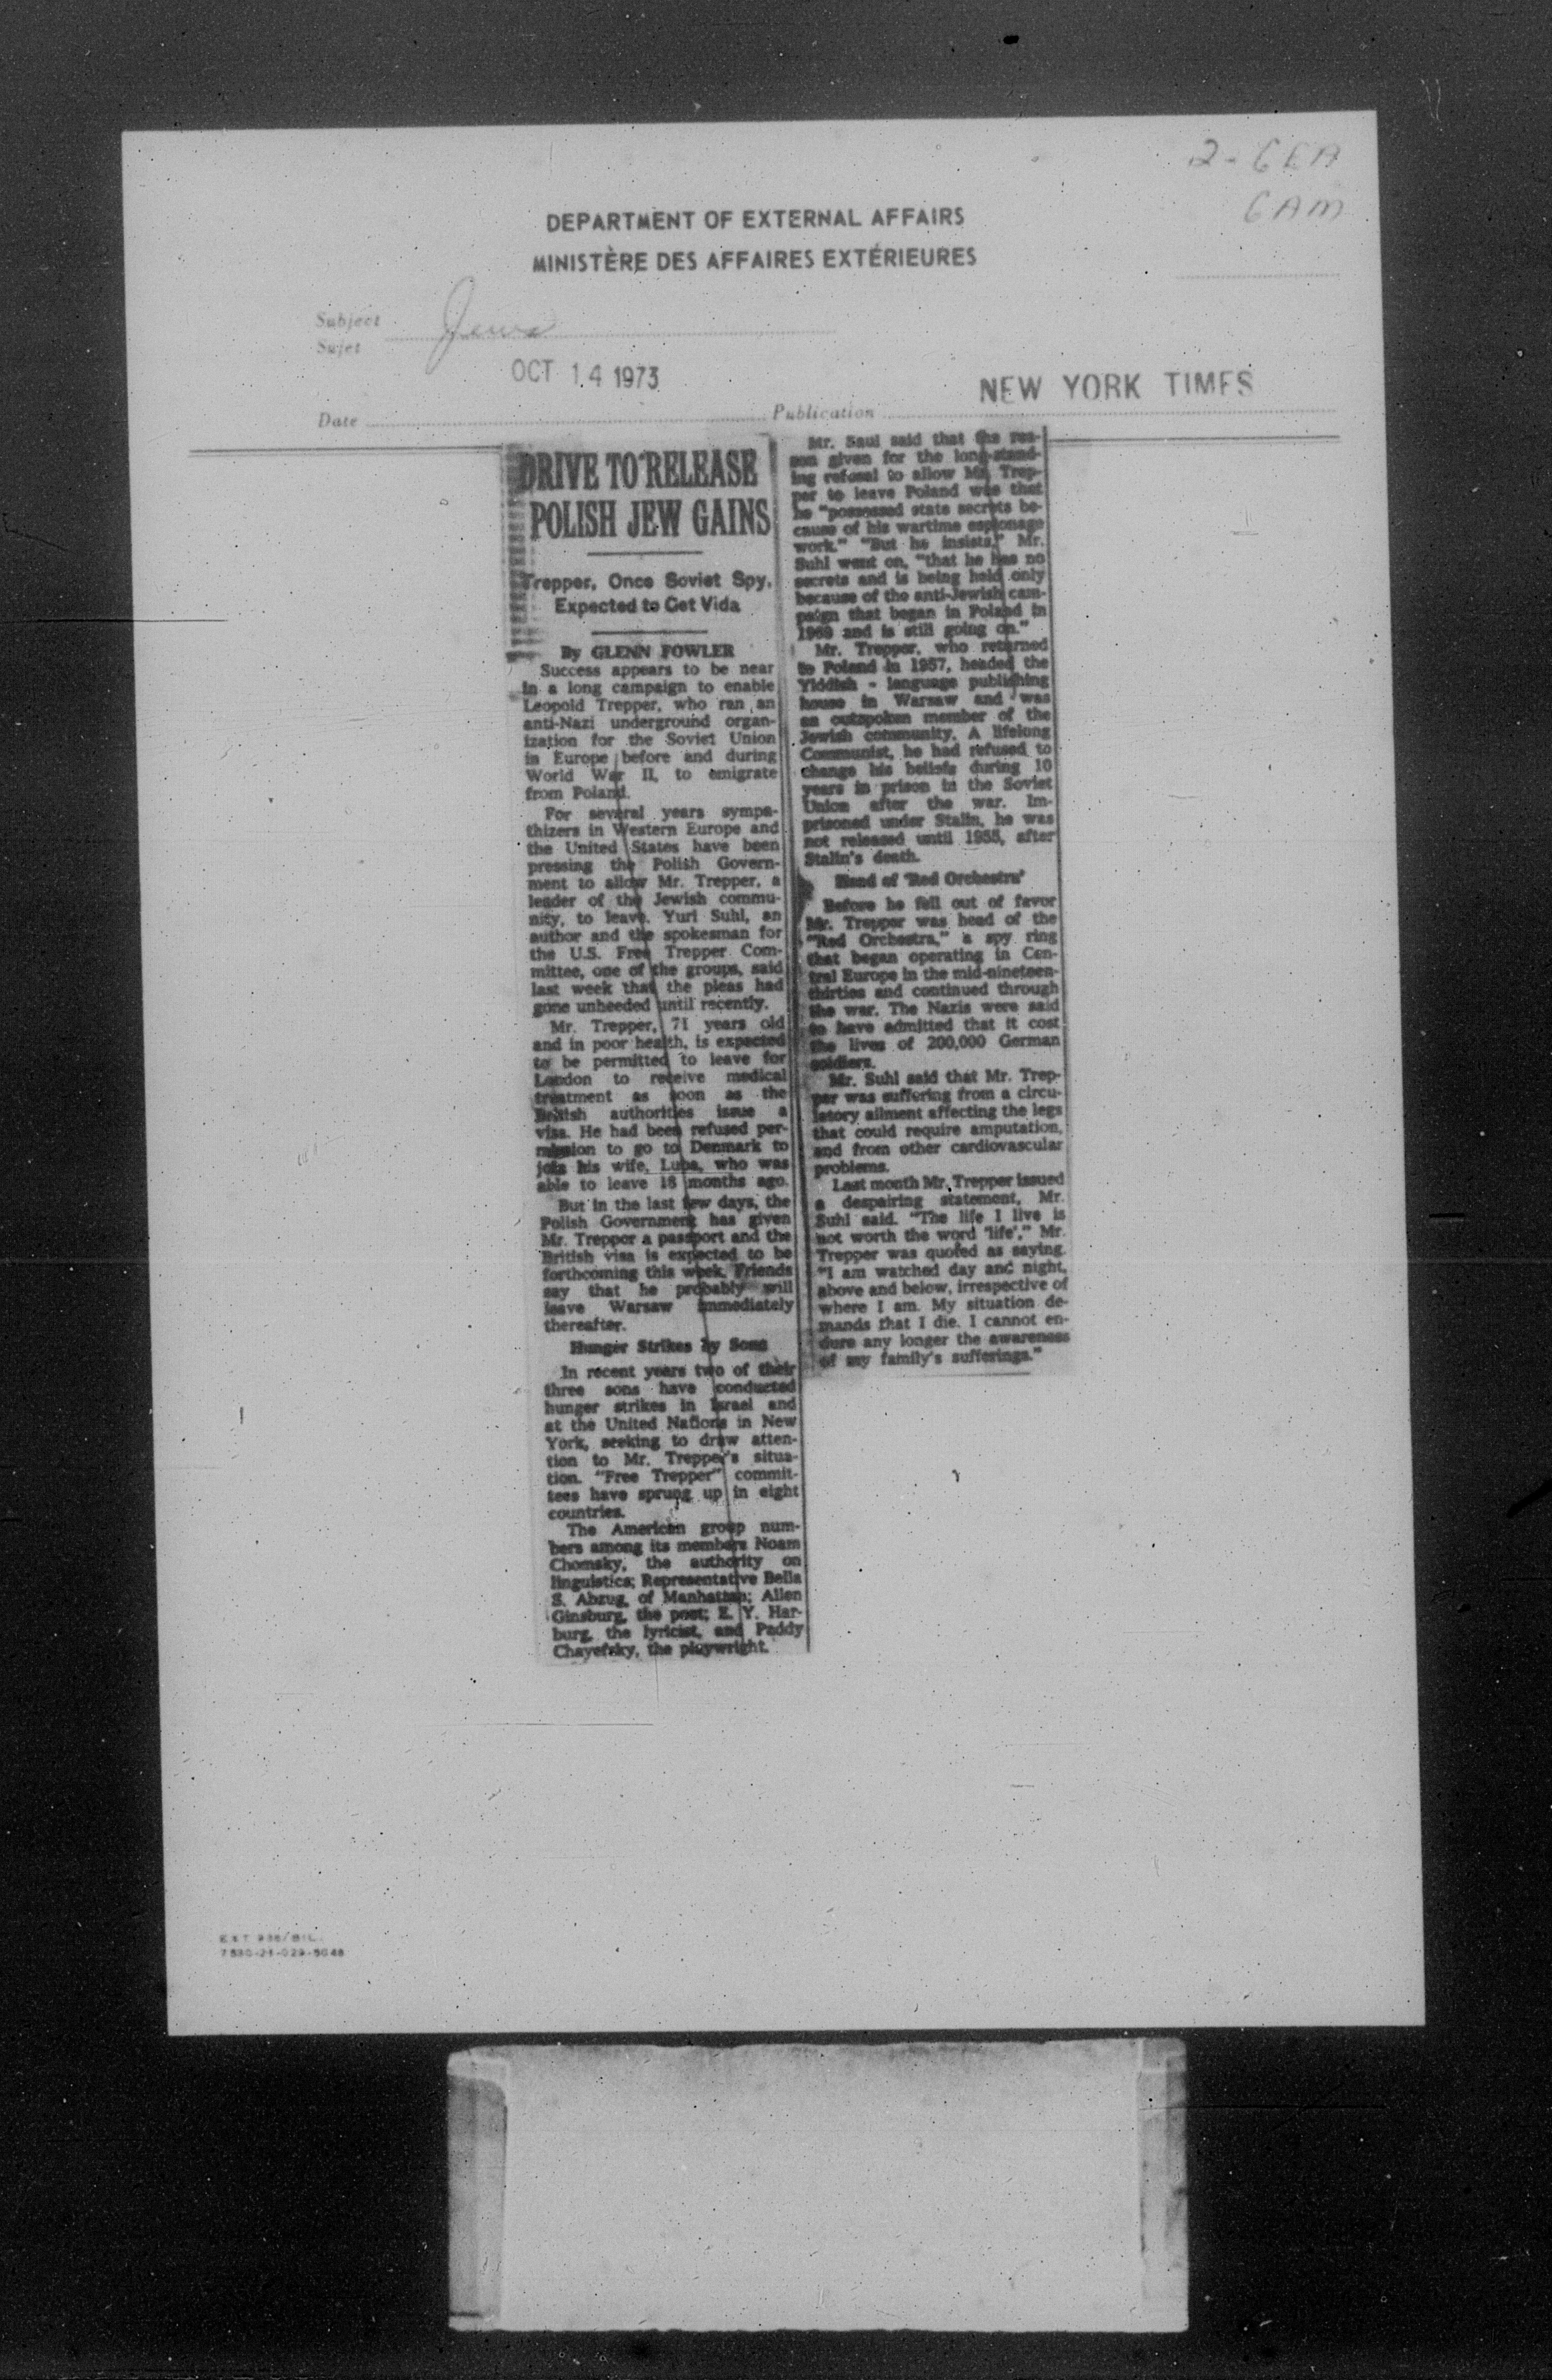 2-GEA
GAM
DEPARTMENT OF EXTERNAL AFFAIRS
MINISTÈRE DES AFFAIRES EXTÉRIEURES
Subject
Sujet
Jews
OCT 14 1973
NEW YORK TIMES
Date
Publication
DRIVE TO RELEASE
POLISH JEW GAINS
Trepper, Once Soviet Spy,
Expected to Get Vida
By GLENN FOWLER
Success appears to be near
in a long campaign to enable
Leopold Trepper, who ran an
anti-Nazi underground organ-
ization for the Soviet Union
in Europe before and during
World War II, to emigrate
from Poland.
For several years sympa-
thizers in Western Europe and
the United States have been
pressing the Polish Govern-
ment to allow Mr. Trepper, a
leader of the Jewish commu-
nity, to leave. Yuri Suhl, an
author and the spokesman for
the U.S. Free Trepper Com-
mittee, one of the groups, said
last week that the pleas had
gone unheeded until recently.
Mr. Trepper, 71 years old
and in poor health, is expected
to be permitted to leave for
London to receive medical
treatment as soon as the
British authorities issue a
visa. He had been refused per-
mission to go to Denmark to
join his wife, Luba, who was
able to leave 18 months ago.
But in the last few days, the
Polish Government has given
Mr. Trepper a passport and the
British visa is expected to be
forthcoming this week. Friends
say that he probably will
leave Warsaw immediately
thereafter.
Hunger Strikes by Sons
In recent years two of their
three sons have conducted
hunger strikes in Israel and
at the United Nations in New
York, seeking to draw atten-
tion to Mr. Trepper's situa-
tion. "Free Trepper" commit-
tees have sprung up in eight
countries.
The American group num-
bers among its members Noam
Chomsky, the authority on
linguistics; Representative Bella
S. Abzug, of Manhattan; Allen
Ginsburg, the poet; E. Y. Har-
burg, the lyricist, and Paddy
Chayefsky, the playwright.
Mr. Saul said that the rea-
son given for the long-stand-
ing refusal to allow Mr. Trep-
per to leave Poland was that
he "possessed state secrets be-
cause of his wartime espionage
work." "But he insists," Mr.
Suhl went on, "that he has no
secrets and is being held only
because of the anti-Jewish cam-
paign that began in Poland in
1969 and is still going on."
Mr. Trepper, who returned
to Poland in 1957, headed the
Yiddish - language publishing
house in Warsaw and was
an outspoken member of the
Jewish community. A lifelong
Communist, he had refused to
change his beliefs during 10
years in prison in the Soviet
Union after the war. Im-
prisoned under Stalin, he was
not released until 1955, after
Stalin's death.
Head of 'Red Orchestra'
Before he fell out of favor
Mr. Trepper was head of the
"Red Orchestra," a spy ring
that began operating in Cen-
tral Europe in the mid-nineteen-
thirties and continued through
the war. The Nazis were said
to have admitted that it cost
the lives of 200,000 German
soldiers.
Mr. Suhl said that Mr. Trep-
per was suffering from a circu-
latory ailment affecting the legs
that could require amputation,
and from other cardiovascular
problems.
Last month Mr. Trepper issued
a despairing statement, Mr.
Suhl said. "The life I live is
not worth the word 'life'," Mr.
Trepper was quoted as saying.
"I am watched day and night,
above and below, irrespective of
where I am. My situation de-
mands that I die. I cannot en-
dure any longer the awareness
of my family's sufferings."
EXT 938/BIL.
7530-21-029-5648